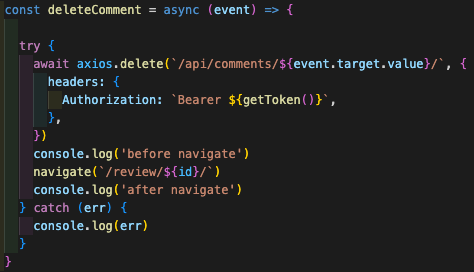 const deleteComment = async (event) => {
try {
await axios.delete(`/api/comments/${event.target.value}/`, {
headers: {
Authorization: `Bearer ${getToken()}`,
},
})
console.log('before navigate')
navigate(`/review/${id}/`)
console.log('after navigate')
} catch (err) {
console.log(err)
}
}